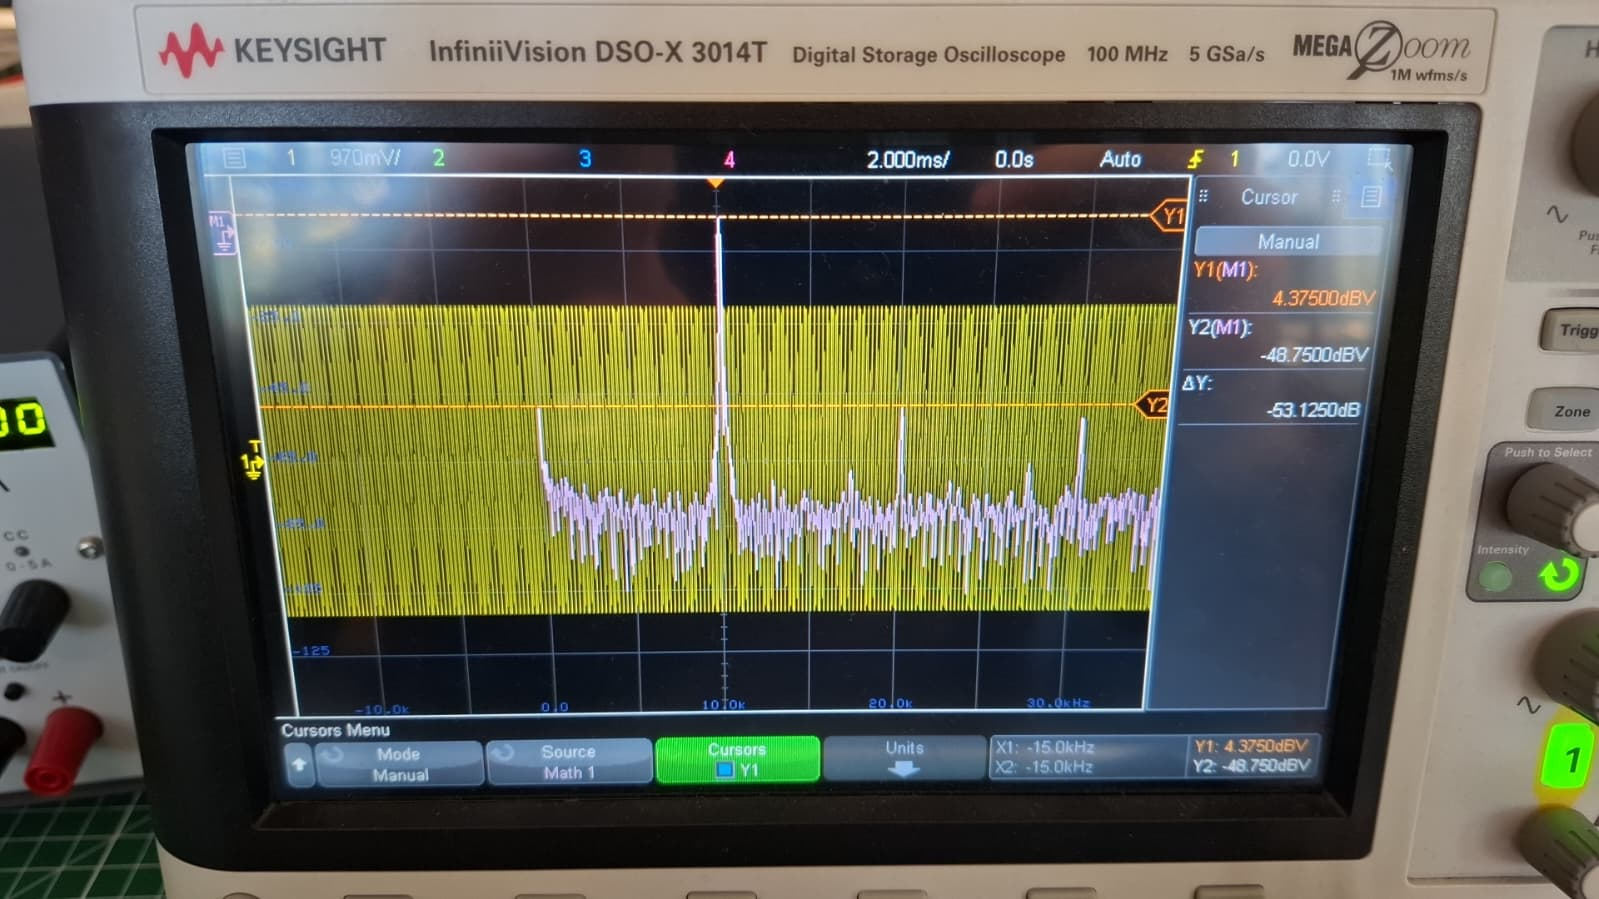 KEYSIGHT InfiniiVision DSO-X 3014T Digital Storage Oscilloscope 100 MHz 5 GSa/s MEGA Zoom
1M wfms/s
1 970mV/ 2 3 4 2.000ms/ 0.0s Auto 1 0.0V
Cursor
Manual
Y1(M1):
4.37500dBV
Y2(M1):
-48.7500dBV
ΔY:
-53.1250dB
M1
Y1
Y2
T
1
-125
-10.0k 0.0 10.0k 20.0k 30.0kHz
Cursors Menu
Mode
Manual
Source
Math 1
Cursors
Y1
Units
X1: -15.0kHz
X2: -15.0kHz
Y1: 4.3750dBV
Y2: -48.750dBV
Zone
Push to Select
Intensity
1
CC
0-5A
+